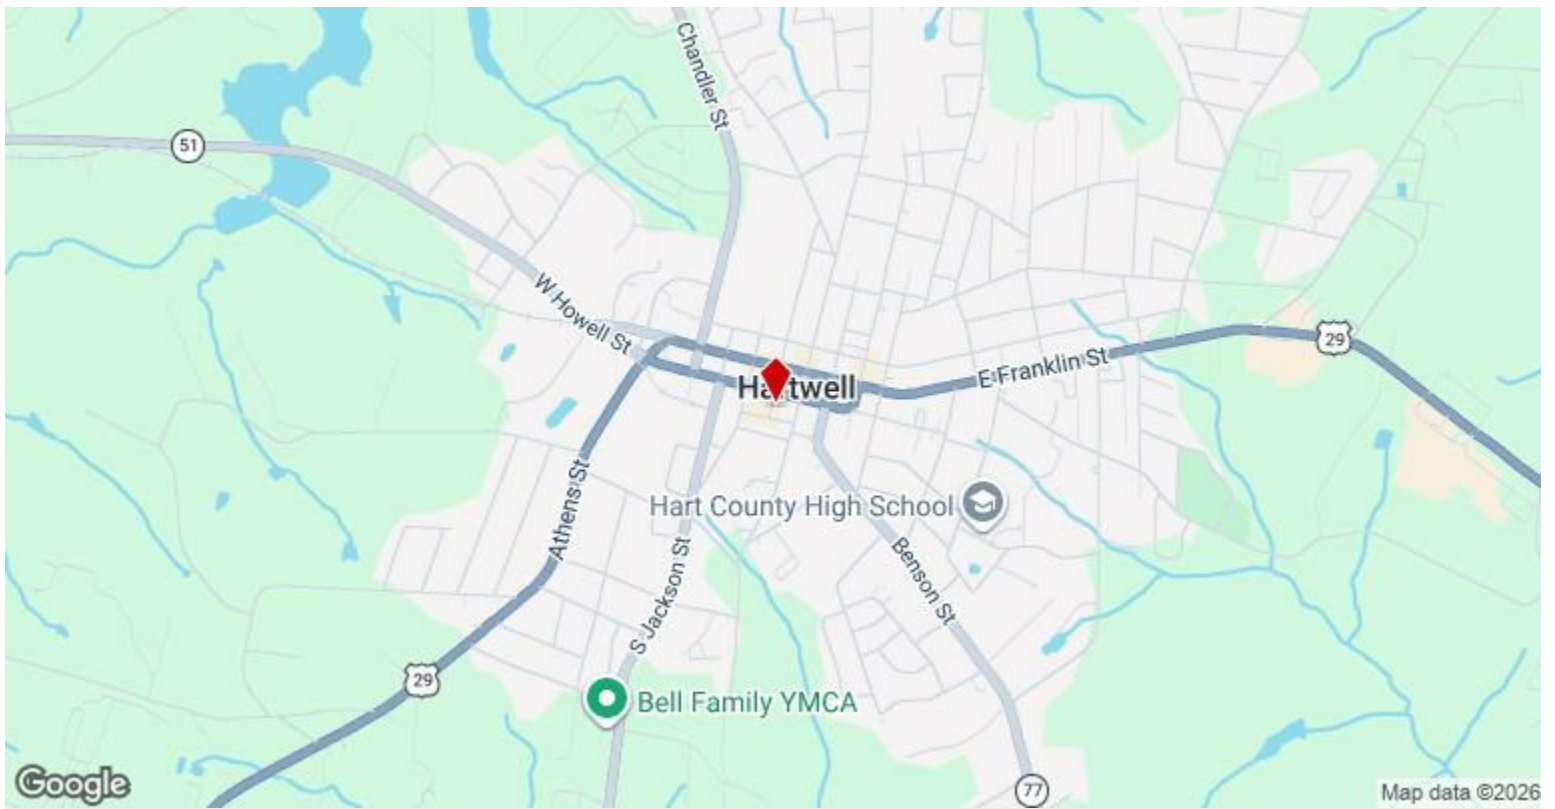 Chandler St
51
W Howell St
29
E Franklin St
Hartwell
Hart County High School
Athens St
Benson St
S Jackson St
29
Bell Family YMCA
77
Google
Map data ©2026